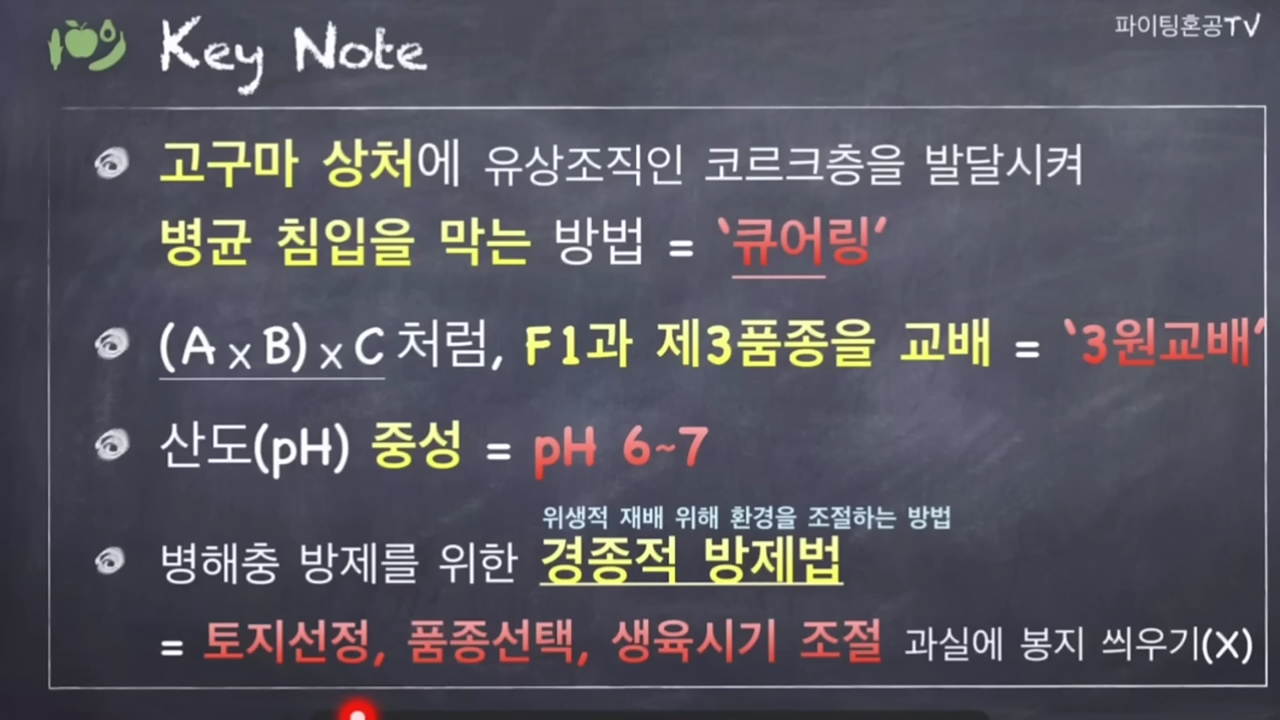 Key Note
파이팅혼공TV
고구마 상처에 유상조직인 코르크층을 발달시켜
병균 침입을 막는 방법 = ‘큐어링’
(A x B) x C 처럼, F1과 제3품종을 교배 = ‘3원교배’
산도(pH) 중성 = pH 6~7
위생적 재배 위해 환경을 조절하는 방법
병해충 방제를 위한 경종적 방제법
= 토지선정, 품종선택, 생육시기 조절 과실에 봉지 씌우기(X)